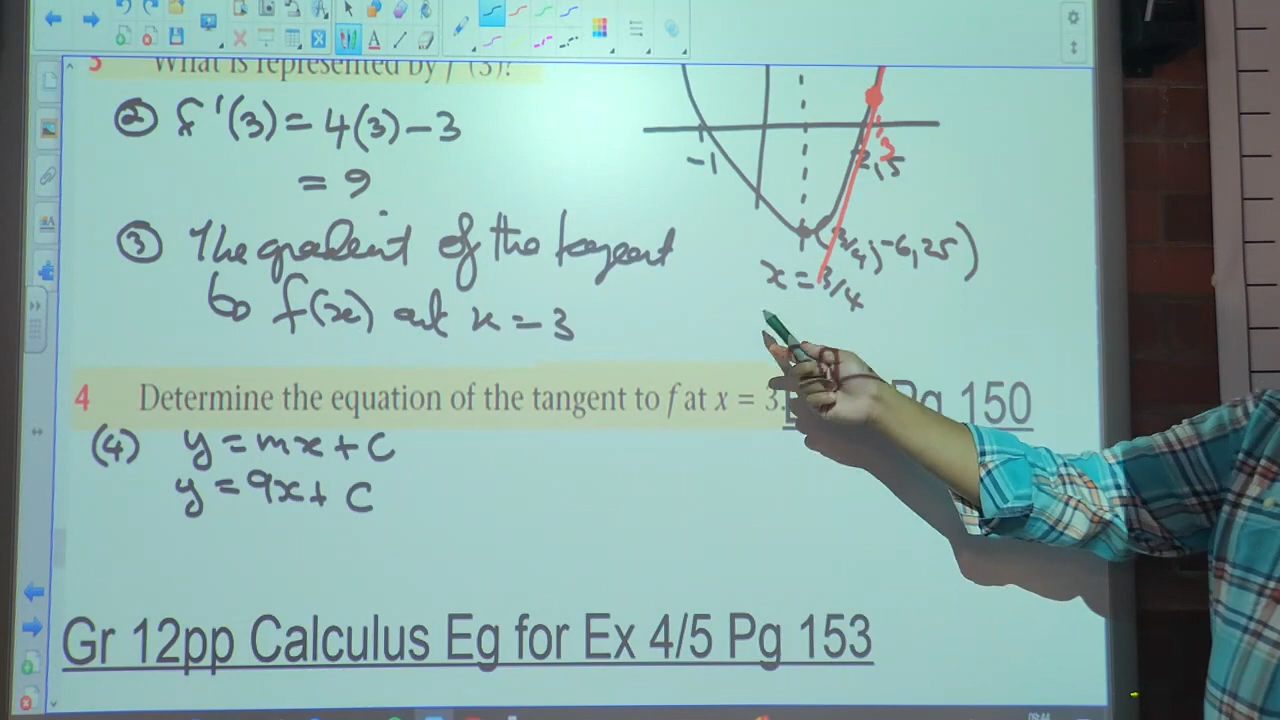 3 What is represented by f '(3)?
② f'(3) = 4(3) - 3
= 9
③ The gradient of the tangent
to f(x) at x = 3
-1
3
2,5
(3/4; -6,25)
x = 3/4
4 Determine the equation of the tangent to f at x = 3.
Pg 150
(4) y = mx + c
y = 9x + c
Gr 12pp Calculus Eg for Ex 4/5 Pg 153